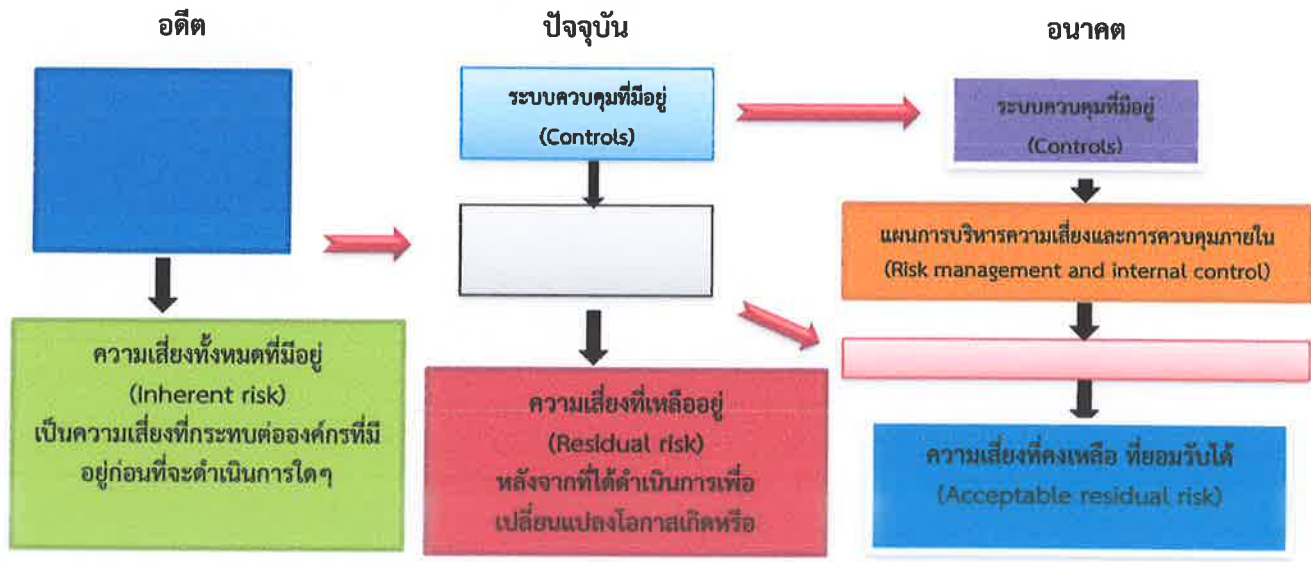 อดีต
ปัจจุบัน
อนาคต
ระบบควบคุมที่มีอยู่
(Controls)
ระบบควบคุมที่มีอยู่
(Controls)
แผนการบริหารความเสี่ยงและการควบคุมภายใน
(Risk management and internal control)
ความเสี่ยงทั้งหมดที่มีอยู่
(Inherent risk)
เป็นความเสี่ยงที่กระทบต่อองค์กรที่มี
อยู่ก่อนที่จะดำเนินการใดๆ
ความเสี่ยงที่เหลืออยู่
(Residual risk)
หลังจากที่ได้ดำเนินการเพื่อ
เปลี่ยนแปลงโอกาสเกิดหรือ
ความเสี่ยงที่คงเหลือ ที่ยอมรับได้
(Acceptable residual risk)